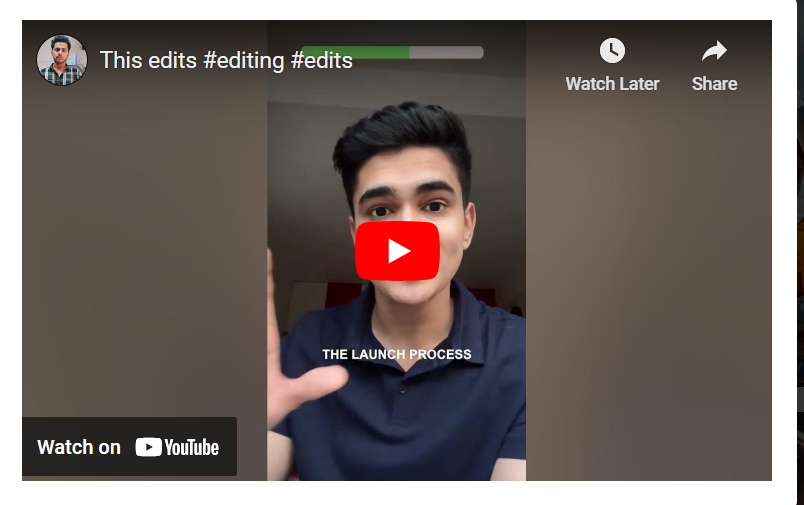 This edits #editing #edits
Watch Later
Share
THE LAUNCH PROCESS
Watch on YouTube